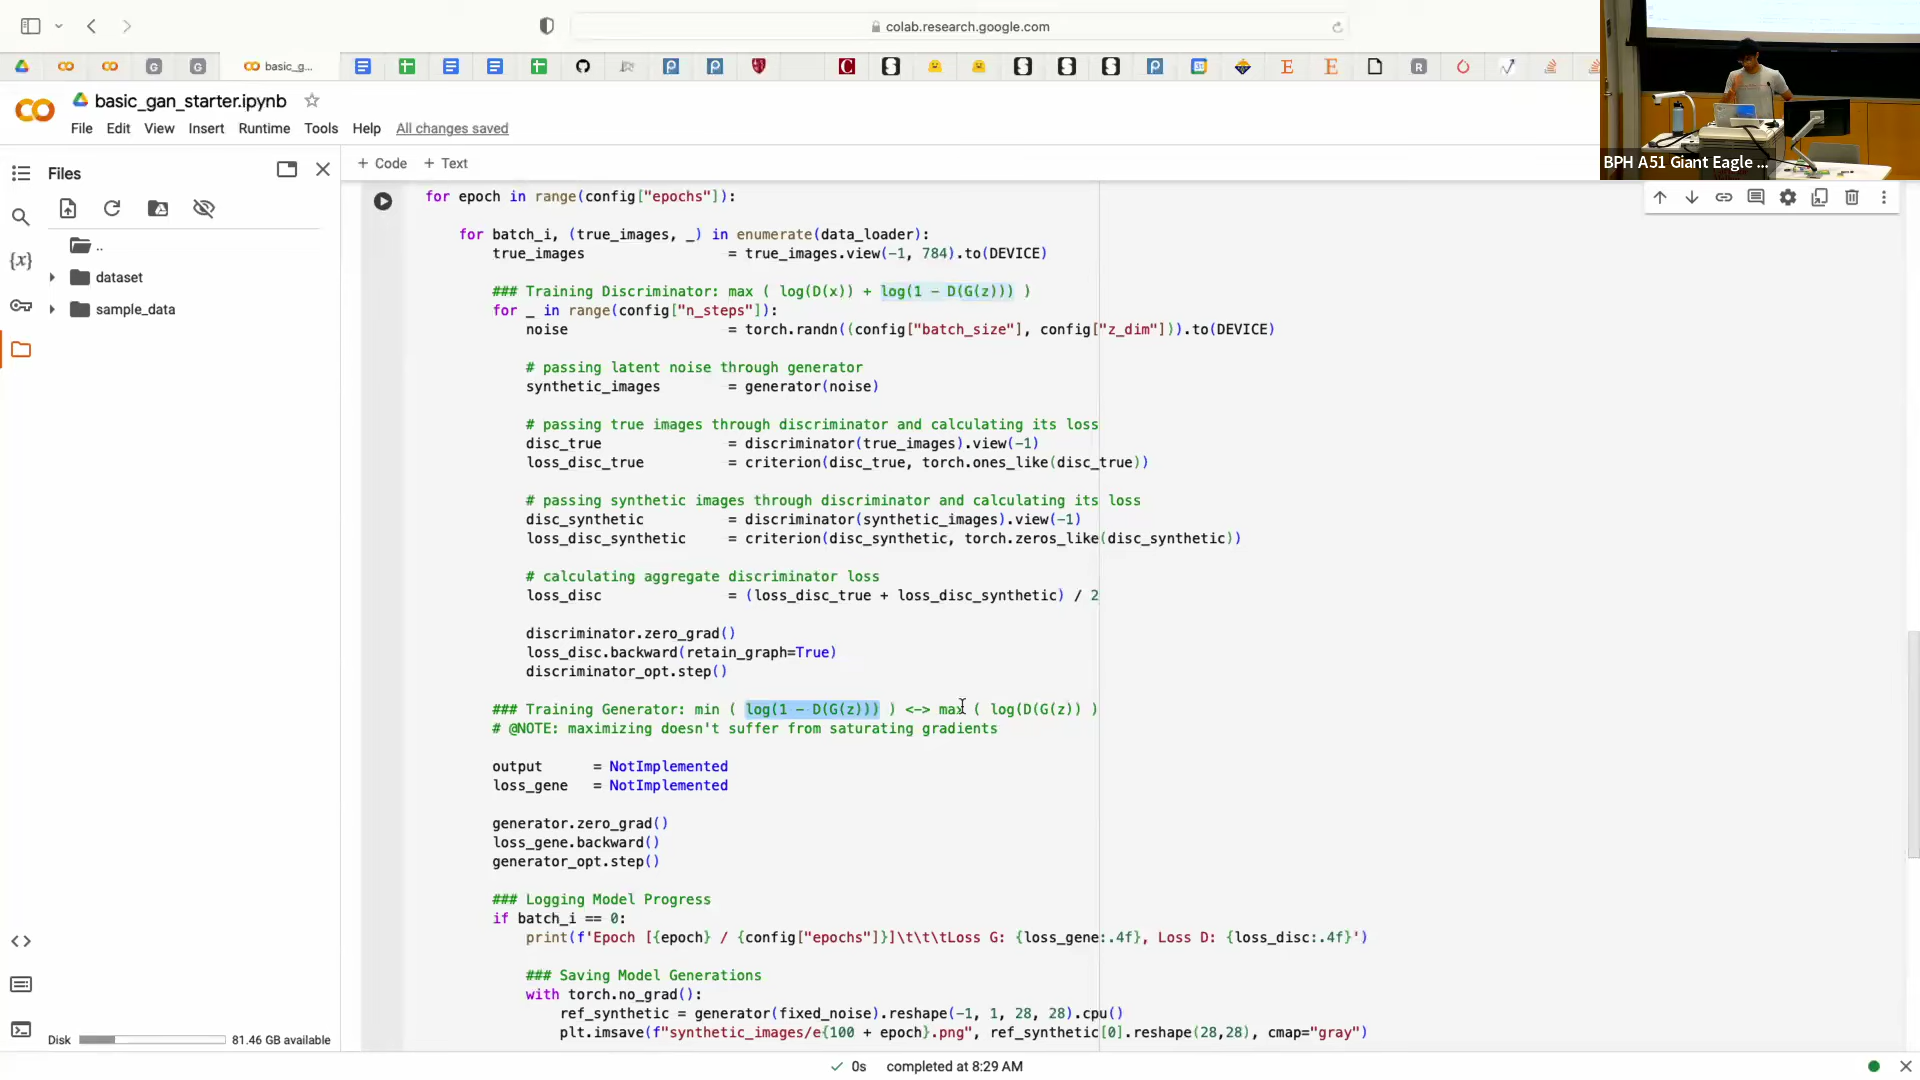 colab.research.google.com
basic_g...
basic_gan_starter.ipynb
File Edit View Insert Runtime Tools Help All changes saved
BPH A51 Giant Eagle ...
Files
+ Code + Text
..
dataset
sample_data
for epoch in range(config["epochs"]):
for batch_i, (true_images, _) in enumerate(data_loader):
true_images = true_images.view(-1, 784).to(DEVICE)
### Training Discriminator: max ( log(D(x)) + log(1 - D(G(z))) )
for _ in range(config["n_steps"]):
noise = torch.randn((config["batch_size"], config["z_dim"])).to(DEVICE)
# passing latent noise through generator
synthetic_images = generator(noise)
# passing true images through discriminator and calculating its loss
disc_true = discriminator(true_images).view(-1)
loss_disc_true = criterion(disc_true, torch.ones_like(disc_true))
# passing synthetic images through discriminator and calculating its loss
disc_synthetic = discriminator(synthetic_images).view(-1)
loss_disc_synthetic = criterion(disc_synthetic, torch.zeros_like(disc_synthetic))
# calculating aggregate discriminator loss
loss_disc = (loss_disc_true + loss_disc_synthetic) / 2
discriminator.zero_grad()
loss_disc.backward(retain_graph=True)
discriminator_opt.step()
### Training Generator: min ( log(1 - D(G(z))) ) <-> max ( log(D(G(z)) )
# @NOTE: maximizing doesn't suffer from saturating gradients
output = NotImplemented
loss_gene = NotImplemented
generator.zero_grad()
loss_gene.backward()
generator_opt.step()
### Logging Model Progress
if batch_i == 0:
print(f'Epoch [{epoch} / {config["epochs"]}]\t\t\tLoss G: {loss_gene:.4f}, Loss D: {loss_disc:.4f}')
### Saving Model Generations
with torch.no_grad():
ref_synthetic = generator(fixed_noise).reshape(-1, 1, 28, 28).cpu()
plt.imsave(f"synthetic_images/e{100 + epoch}.png", ref_synthetic[0].reshape(28,28), cmap="gray")
Disk 81.46 GB available
0s completed at 8:29 AM